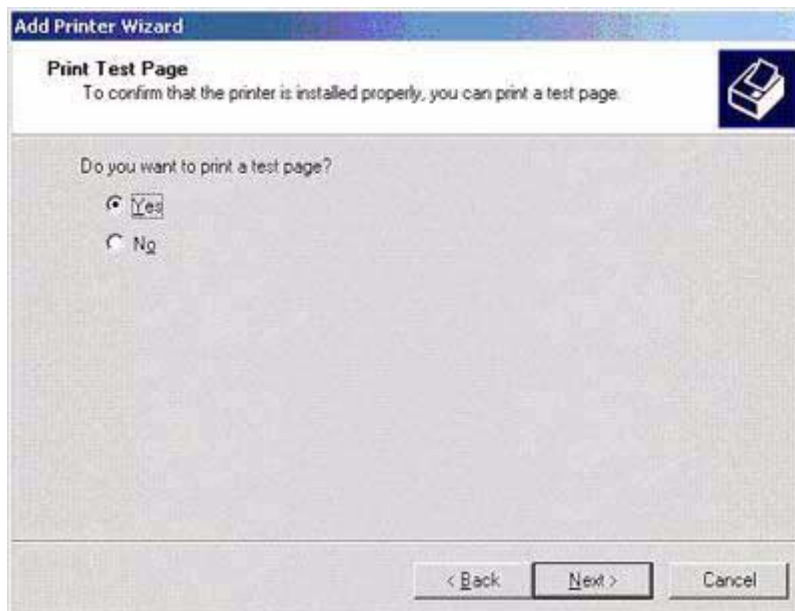 Add Printer Wizard
Print Test Page
To confirm that the printer is installed properly, you can print a test page.
Do you want to print a test page?
Yes
No
< Back Next > Cancel